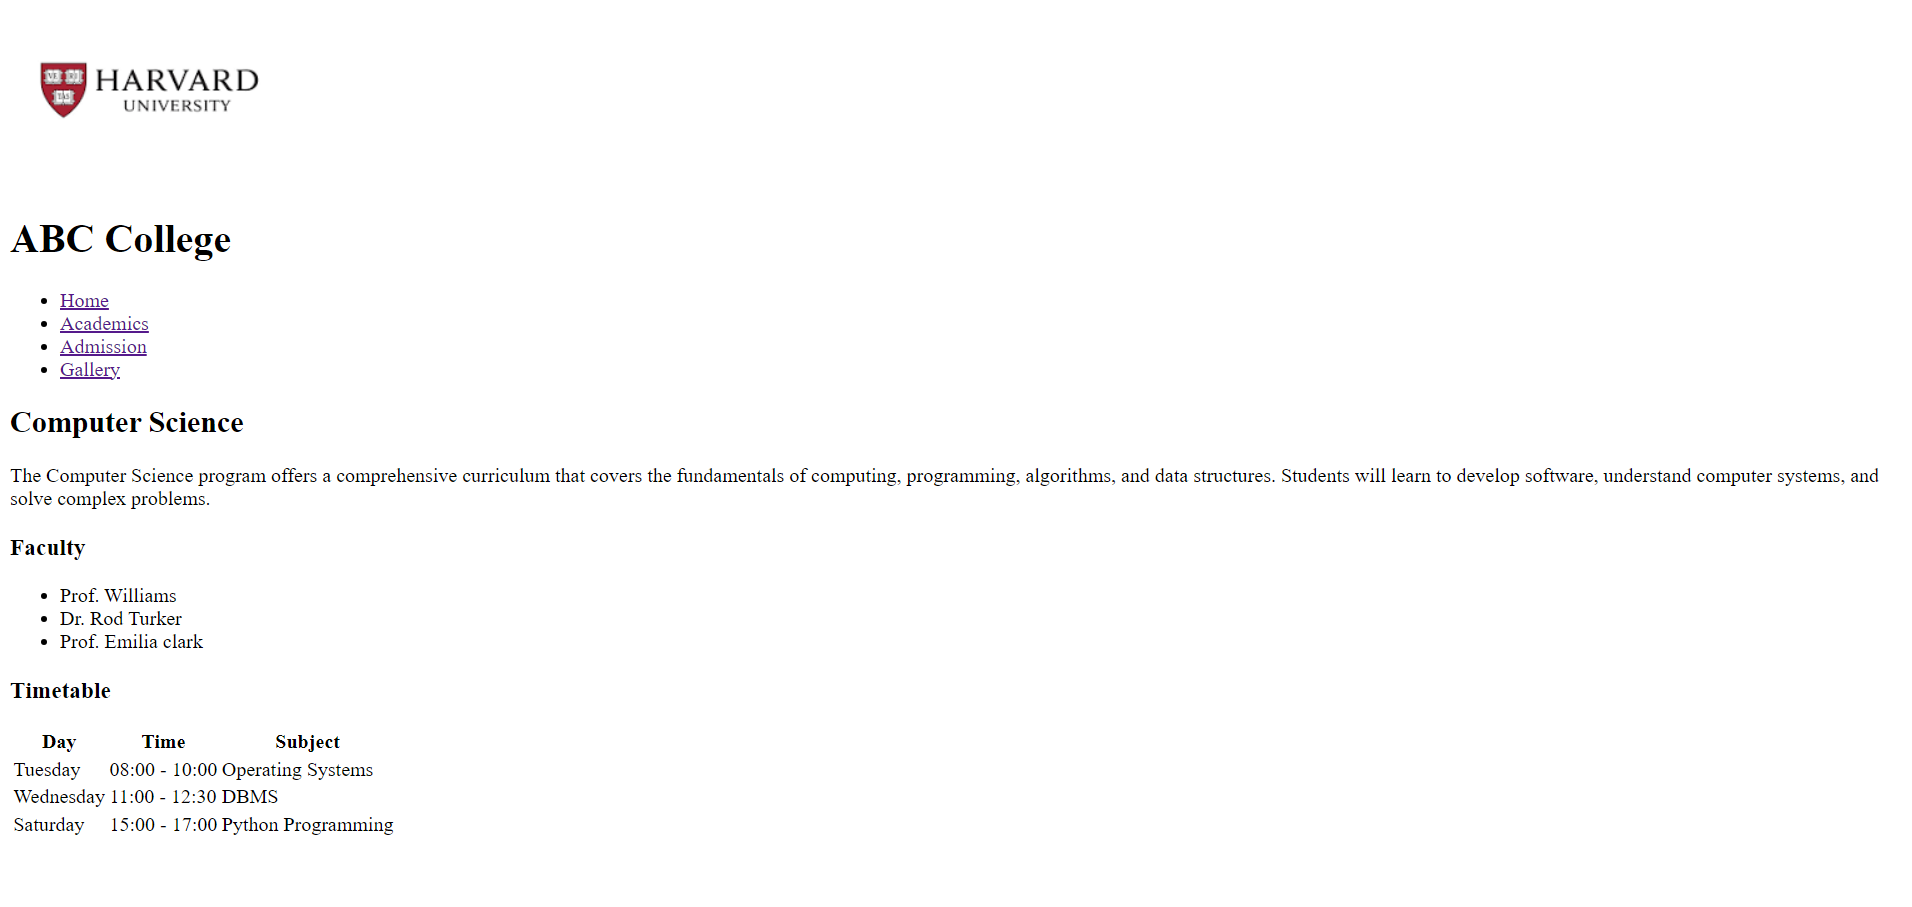 HARVARD
UNIVERSITY
ABC College
Home
Academics
Admission
Gallery
Computer Science
The Computer Science program offers a comprehensive curriculum that covers the fundamentals of computing, programming, algorithms, and data structures. Students will learn to develop software, understand computer systems, and
solve complex problems.
Faculty
Prof. Williams
Dr. Rod Turker
Prof. Emilia clark
Timetable
Day Time Subject
Tuesday 08:00 - 10:00 Operating Systems
Wednesday 11:00 - 12:30 DBMS
Saturday 15:00 - 17:00 Python Programming